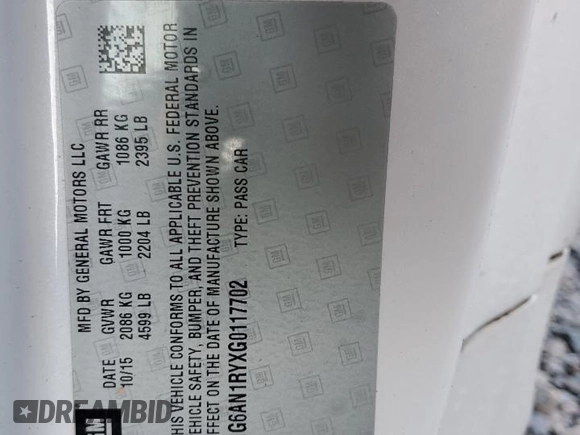 MFD BY GENERAL MOTORS LLC
DATE GVWR GAWR FRT GAWR RR
10/15 2086 KG 1000 KG 1086 KG
4599 LB 2204 LB 2395 LB
HIS VEHICLE CONFORMS TO ALL APPLICABLE U.S. FEDERAL MOTOR
EHICLE SAFETY, BUMPER, AND THEFT PREVENTION STANDARDS IN
FFECT ON THE DATE OF MANUFACTURE SHOWN ABOVE.
G6AN1RYXG0117702 TYPE: PASS CAR
GM
DREAMBID